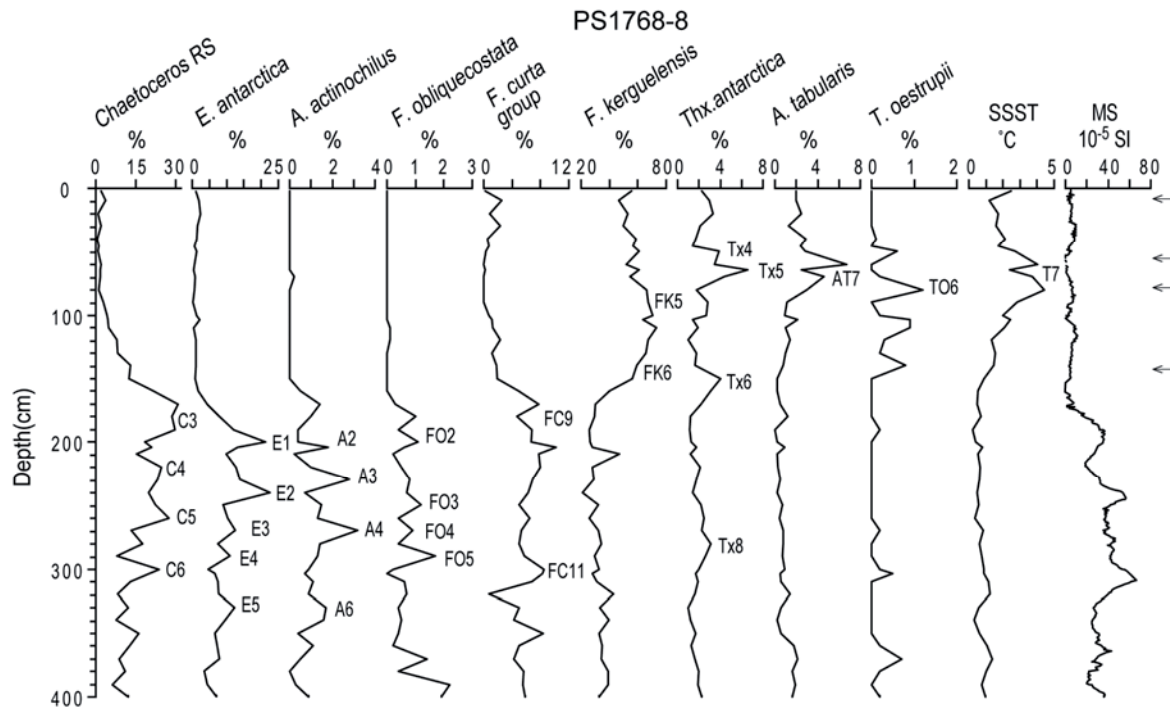 PS1768-8
Chaetoceros RS
E. antarctica
A. actinochilus
F. obliquecostata
F. curta
group
F. kerguelensis
Thx.antarctica
A. tabularis
T. oestrupii
SSST
MS
% % % % % % % % % °C 10-5 SI
0 15 30 0 25 0 2 4 0 1 2 3 0 12 20 80 0 4 8 0 4 8 0 1 2 0 5 0 40 80
0
100
200
300
400
Depth(cm)
C3
C4
C5
C6
E1
E2
E3
E4
E5
A2
A3
A4
A6
FO2
FO3
FO4
FO5
FC9
FC11
FK5
FK6
Tx4
Tx5
Tx6
Tx8
AT7
TO6
T7